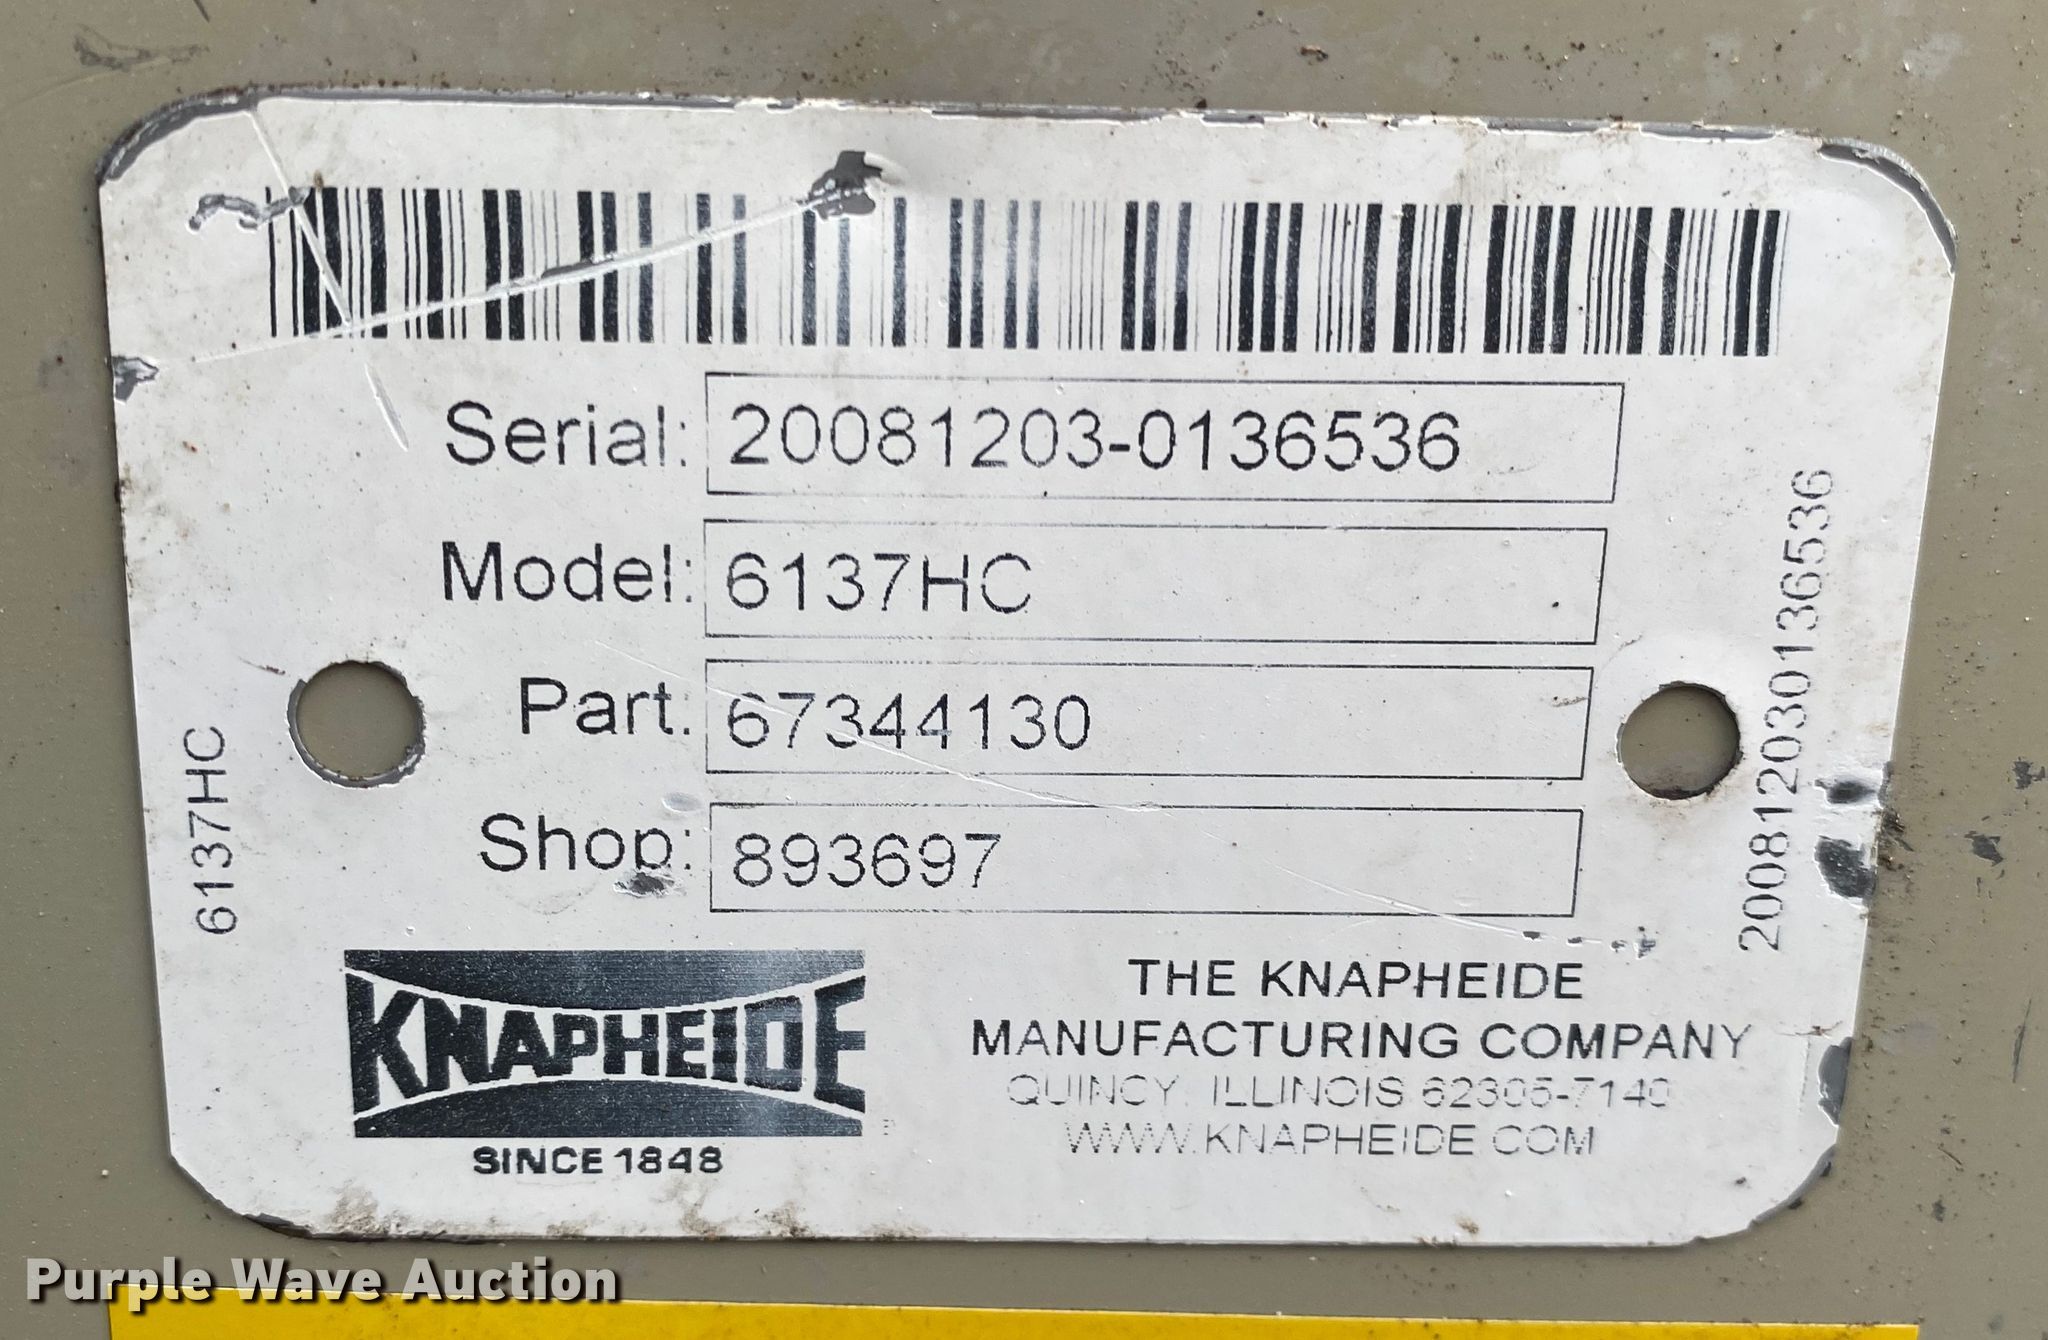 Serial: 20081203-0136536
Model: 6137HC
Part: 67344130
Shop: 893697
6137HC
200812030136536
KNAPHEIDE
SINCE 1848
THE KNAPHEIDE
MANUFACTURING COMPANY
QUINCY, ILLINOIS 62305-7140
WWW.KNAPHEIDE.COM
Purple Wave Auction